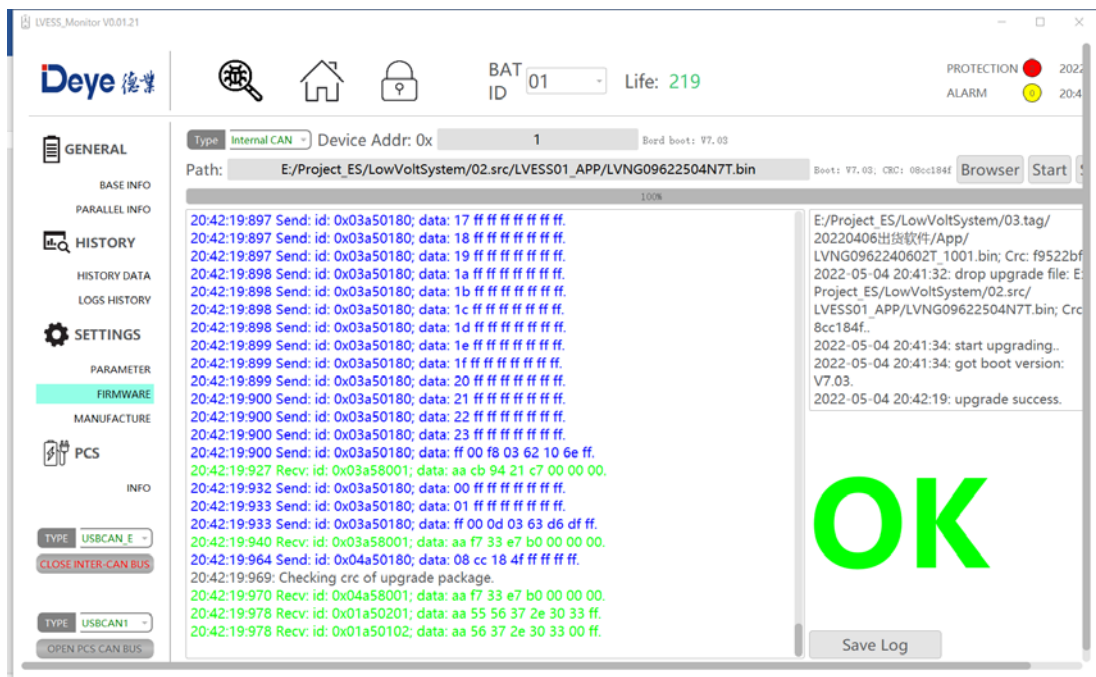 LVESS_Monitor V0.01.21
Deye 德業
BAT ID 01 Life: 219
PROTECTION 2022
ALARM 0 20:4
GENERAL
BASE INFO
PARALLEL INFO
HISTORY
HISTORY DATA
LOGS HISTORY
SETTINGS
PARAMETER
FIRMWARE
MANUFACTURE
PCS
INFO
TYPE USBCAN_E
CLOSE INTER-CAN BUS
TYPE USBCAN1
OPEN PCS CAN BUS
Type Internal CAN Device Addr: 0x 1 Bord boot: V7.03
Path: E:/Project_ES/LowVoltSystem/02.src/LVESS01_APP/LVNG09622504N7T.bin Boot: V7.03; CRC: 08cc184f Browser Start S
100%
20:42:19:897 Send: id: 0x03a50180; data: 17 ff ff ff ff ff ff ff.
20:42:19:897 Send: id: 0x03a50180; data: 18 ff ff ff ff ff ff ff.
20:42:19:897 Send: id: 0x03a50180; data: 19 ff ff ff ff ff ff ff.
20:42:19:898 Send: id: 0x03a50180; data: 1a ff ff ff ff ff ff ff.
20:42:19:898 Send: id: 0x03a50180; data: 1b ff ff ff ff ff ff ff.
20:42:19:898 Send: id: 0x03a50180; data: 1c ff ff ff ff ff ff ff.
20:42:19:898 Send: id: 0x03a50180; data: 1d ff ff ff ff ff ff ff.
20:42:19:899 Send: id: 0x03a50180; data: 1e ff ff ff ff ff ff ff.
20:42:19:899 Send: id: 0x03a50180; data: 1f ff ff ff ff ff ff ff.
20:42:19:899 Send: id: 0x03a50180; data: 20 ff ff ff ff ff ff ff.
20:42:19:900 Send: id: 0x03a50180; data: 21 ff ff ff ff ff ff ff.
20:42:19:900 Send: id: 0x03a50180; data: 22 ff ff ff ff ff ff ff.
20:42:19:900 Send: id: 0x03a50180; data: 23 ff ff ff ff ff ff ff.
20:42:19:900 Send: id: 0x03a50180; data: ff 00 f8 03 62 10 6e ff.
20:42:19:927 Recv: id: 0x03a58001; data: aa cb 94 21 c7 00 00 00.
20:42:19:932 Send: id: 0x03a50180; data: 00 ff ff ff ff ff ff ff.
20:42:19:933 Send: id: 0x03a50180; data: 01 ff ff ff ff ff ff ff.
20:42:19:933 Send: id: 0x03a50180; data: ff 00 0d 03 63 d6 df ff.
20:42:19:940 Recv: id: 0x03a58001; data: aa f7 33 e7 b0 00 00 00.
20:42:19:964 Send: id: 0x04a50180; data: 08 cc 18 4f ff ff ff ff.
20:42:19:969: Checking crc of upgrade package.
20:42:19:970 Recv: id: 0x04a58001; data: aa f7 33 e7 b0 00 00 00.
20:42:19:978 Recv: id: 0x01a50201; data: aa 55 56 37 2e 30 33 ff.
20:42:19:978 Recv: id: 0x01a50102; data: aa 56 37 2e 30 33 00 ff.
E:/Project_ES/LowVoltSystem/03.tag/
20220406出货软件/App/
LVNG0962240602T_1001.bin; Crc: f9522bf
2022-05-04 20:41:32: drop upgrade file: E:
Project_ES/LowVoltSystem/02.src/
LVESS01_APP/LVNG09622504N7T.bin; Crc
8cc184f..
2022-05-04 20:41:34: start upgrading..
2022-05-04 20:41:34: got boot version:
V7.03.
2022-05-04 20:42:19: upgrade success.
OK
Save Log